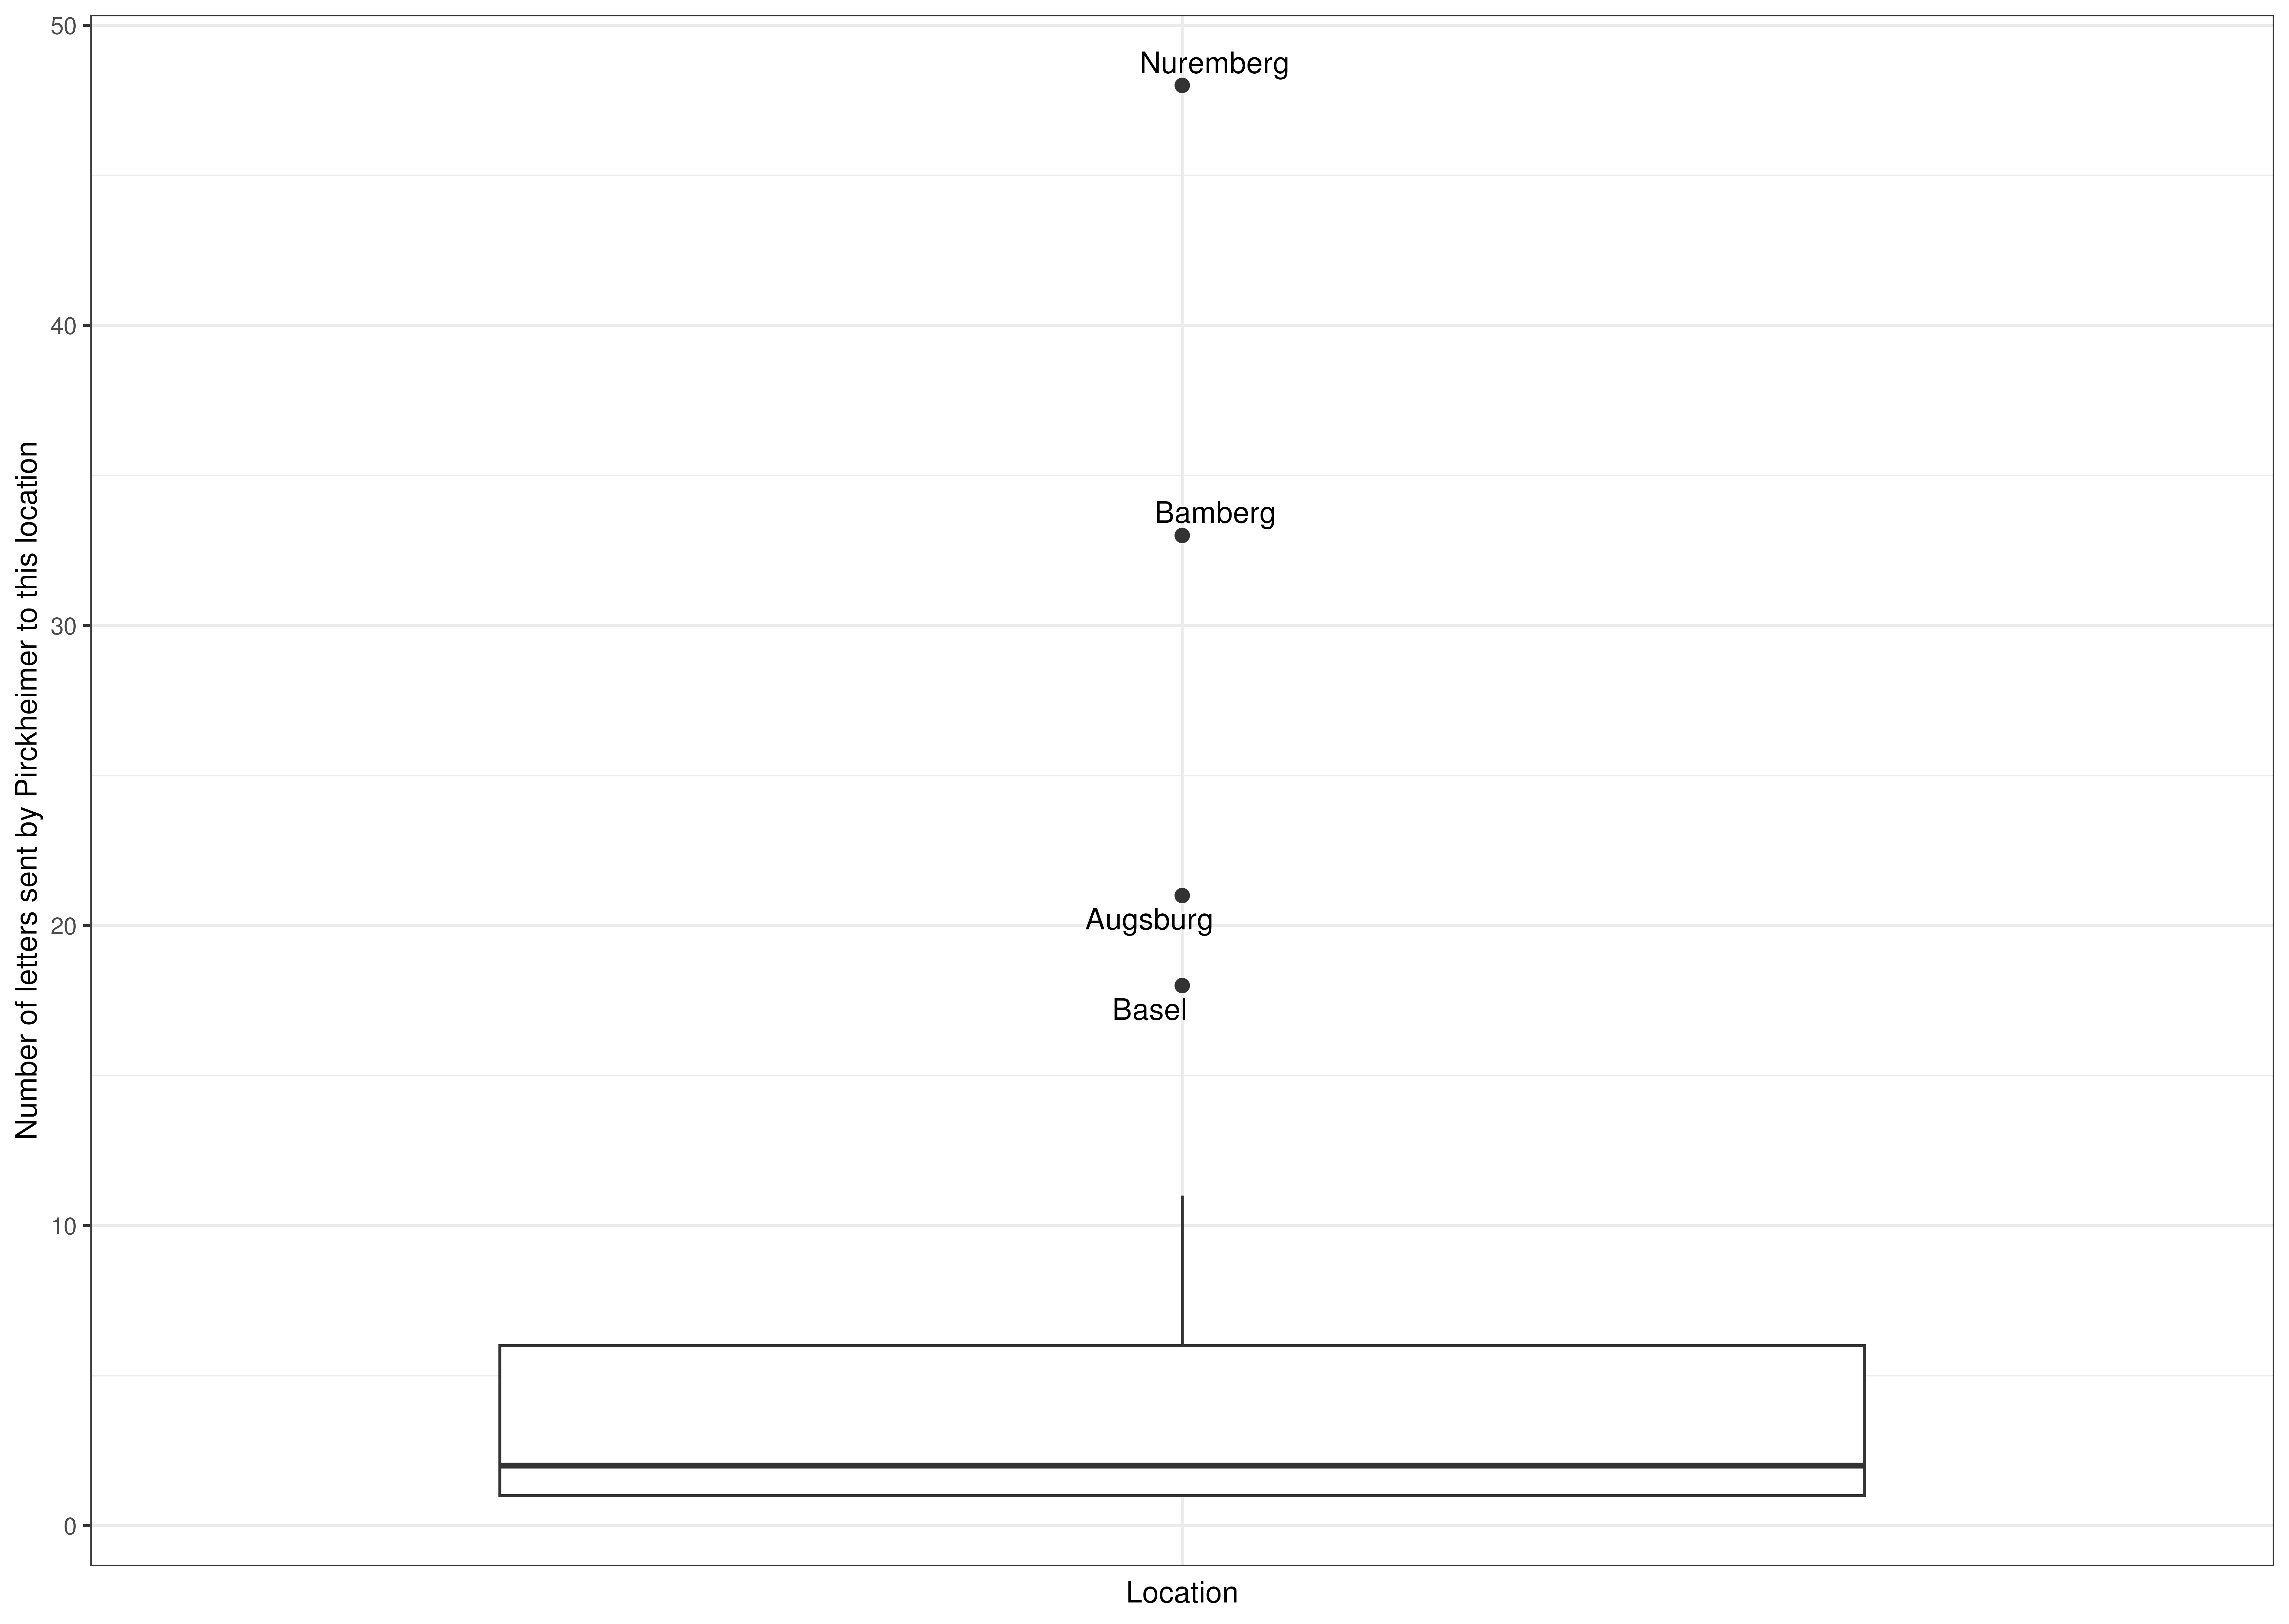 50
Nuremberg
40
Bamberg
30
Augsburg
20
Basel
10
0
Location
Number of letters sent by Pirckheimer to this location